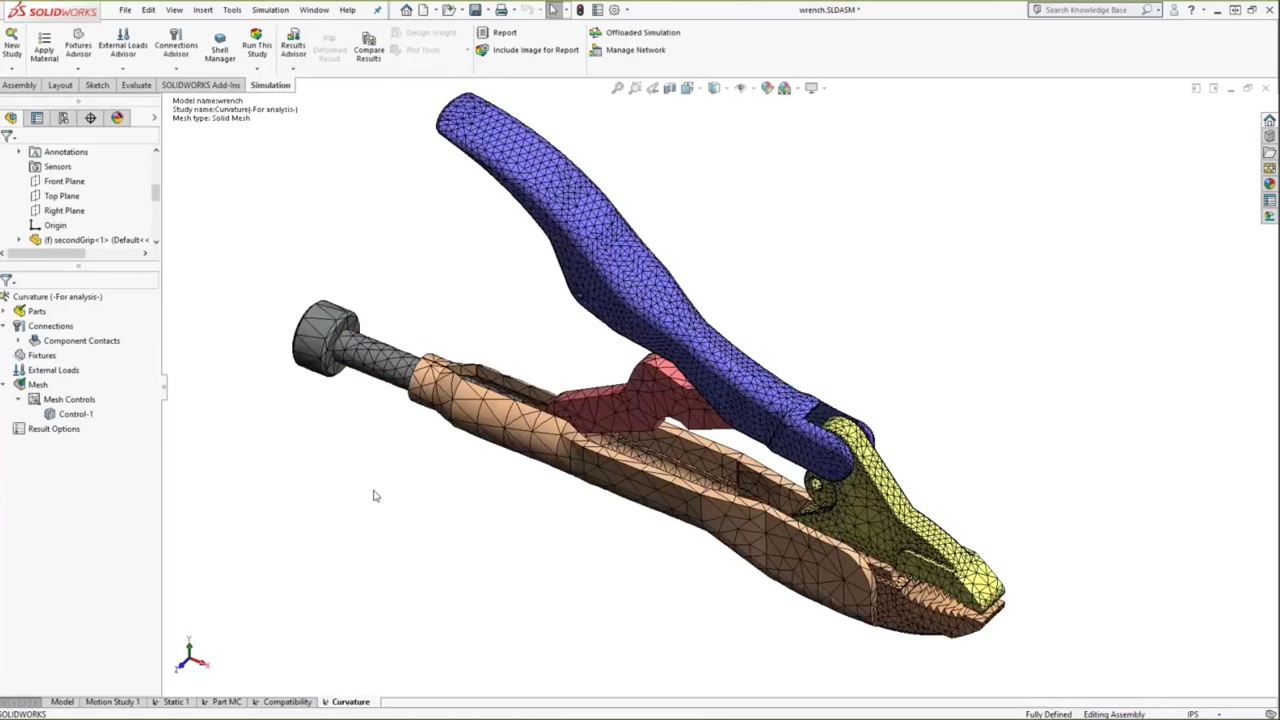 SOLIDWORKS
File Edit View Insert Tools Simulation Window Help
wrench.SLDASM *
Search Knowledge Base
New Study
Apply Material
Fixtures Advisor
External Loads Advisor
Connections Advisor
Shell Manager
Run This Study
Results Advisor
Deformed Result
Compare Results
Design Insight
Plot Tools
Report
Include Image for Report
Offloaded Simulation
Manage Network
Assembly Layout Sketch Evaluate SOLIDWORKS Add-Ins Simulation
Model name:wrench
Study name:Curvature(-For analysis-)
Mesh type: Solid Mesh
Annotations
Sensors
Front Plane
Top Plane
Right Plane
Origin
(f) secondGrip<1> (Default<<
Curvature (-For analysis-)
Parts
Connections
Component Contacts
Fixtures
External Loads
Mesh
Mesh Controls
Control-1
Result Options
Y
Z
X
Model Motion Study 1 Static 1 Part MC Compatibility Curvature
SOLIDWORKS
Fully Defined Editing Assembly IPS